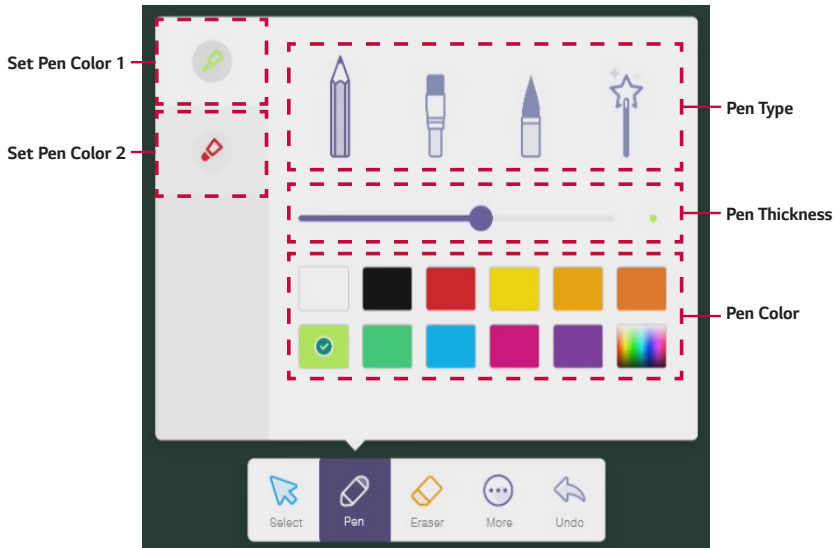 Set Pen Color 1
Set Pen Color 2
Pen Type
Pen Thickness
Pen Color
Select
Pen
Eraser
More
Undo